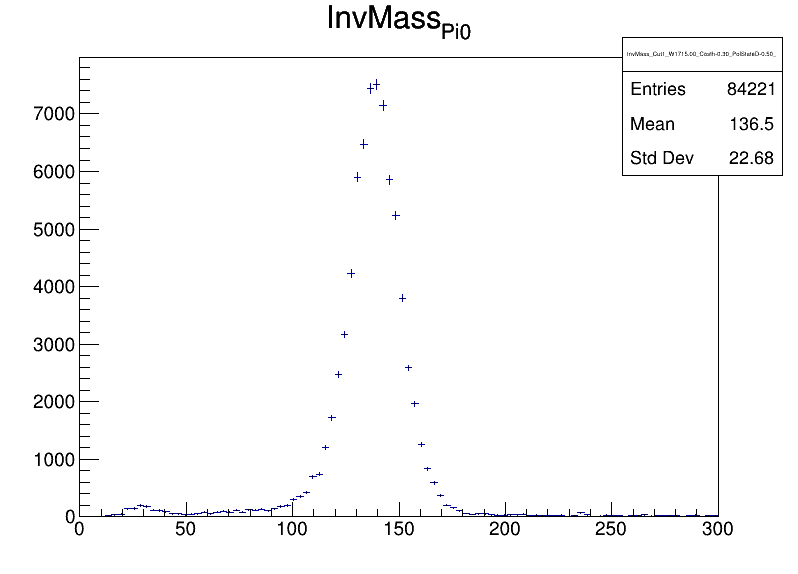 InvMass_Pi0
InvMass_Cut1_W1715.00_Costh-0.30_PolStateD-0.50_
Entries 84221
Mean 136.5
Std Dev 22.68
7000
6000
5000
4000
3000
2000
1000
0
0 50 100 150 200 250 300